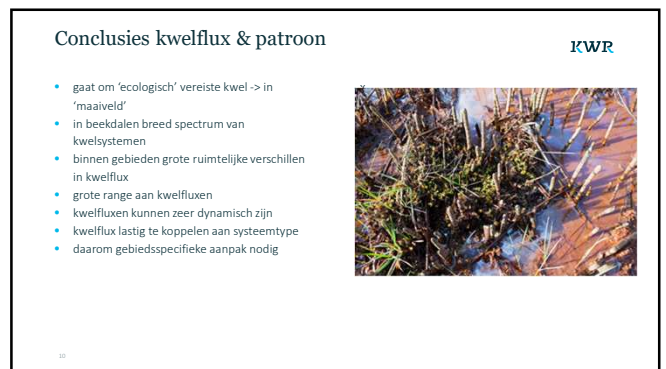 Conclusies kwelflux & patroon
KWR
• gaat om ‘ecologisch’ vereiste kwel -> in
‘maaiveld’
• in beekdalen breed spectrum van
kwelsystemen
• binnen gebieden grote ruimtelijke verschillen
in kwelflux
• grote range aan kwelfluxen
• kwelfluxen kunnen zeer dynamisch zijn
• kwelflux lastig te koppelen aan systeemtype
• daarom gebiedsspecifieke aanpak nodig
10